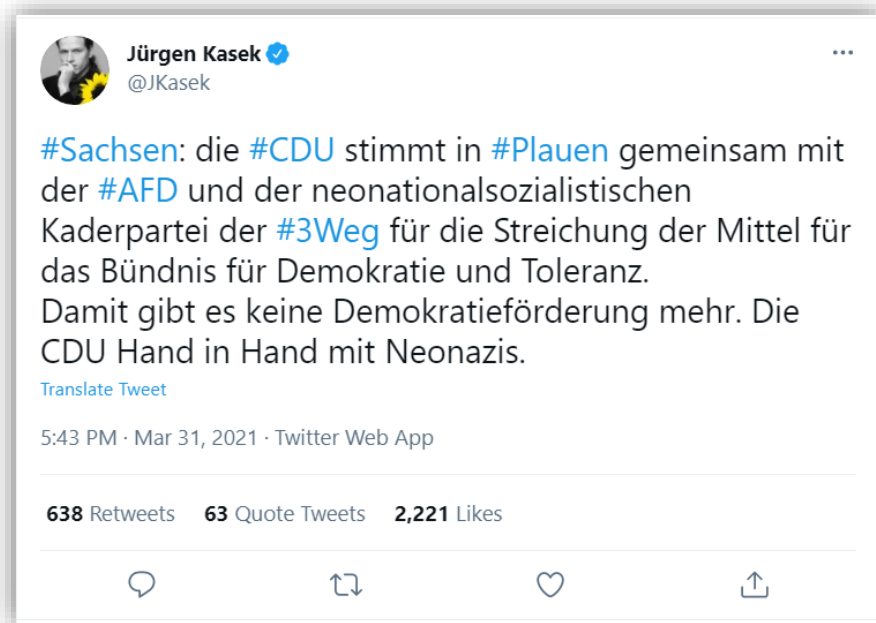 Jürgen Kasek
@JKasek
#Sachsen: die #CDU stimmt in #Plauen gemeinsam mit
der #AFD und der neonationalsozialistischen
Kaderpartei der #3Weg für die Streichung der Mittel für
das Bündnis für Demokratie und Toleranz.
Damit gibt es keine Demokratieförderung mehr. Die
CDU Hand in Hand mit Neonazis.
Translate Tweet
5:43 PM · Mar 31, 2021 · Twitter Web App
638 Retweets 63 Quote Tweets 2,221 Likes